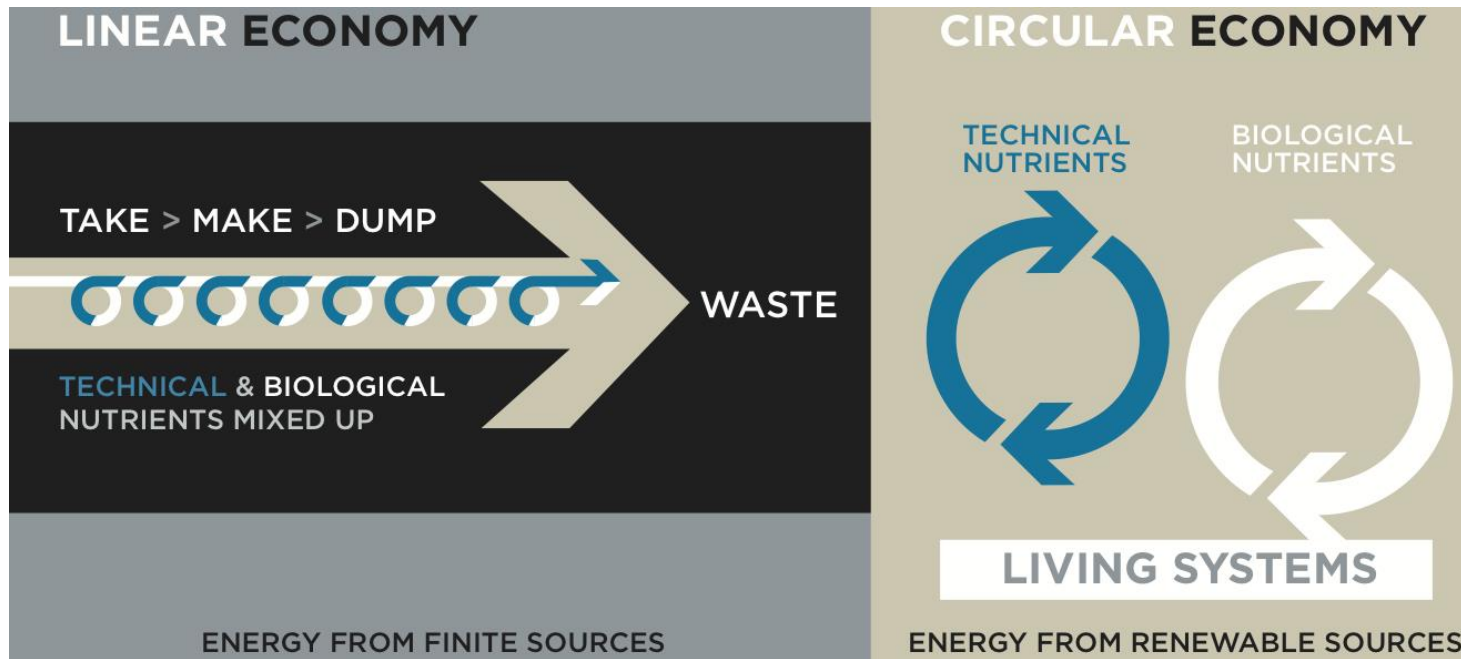 LINEAR ECONOMY
TAKE > MAKE > DUMP
WASTE
TECHNICAL & BIOLOGICAL
NUTRIENTS MIXED UP
ENERGY FROM FINITE SOURCES
CIRCULAR ECONOMY
TECHNICAL
NUTRIENTS
BIOLOGICAL
NUTRIENTS
LIVING SYSTEMS
ENERGY FROM RENEWABLE SOURCES